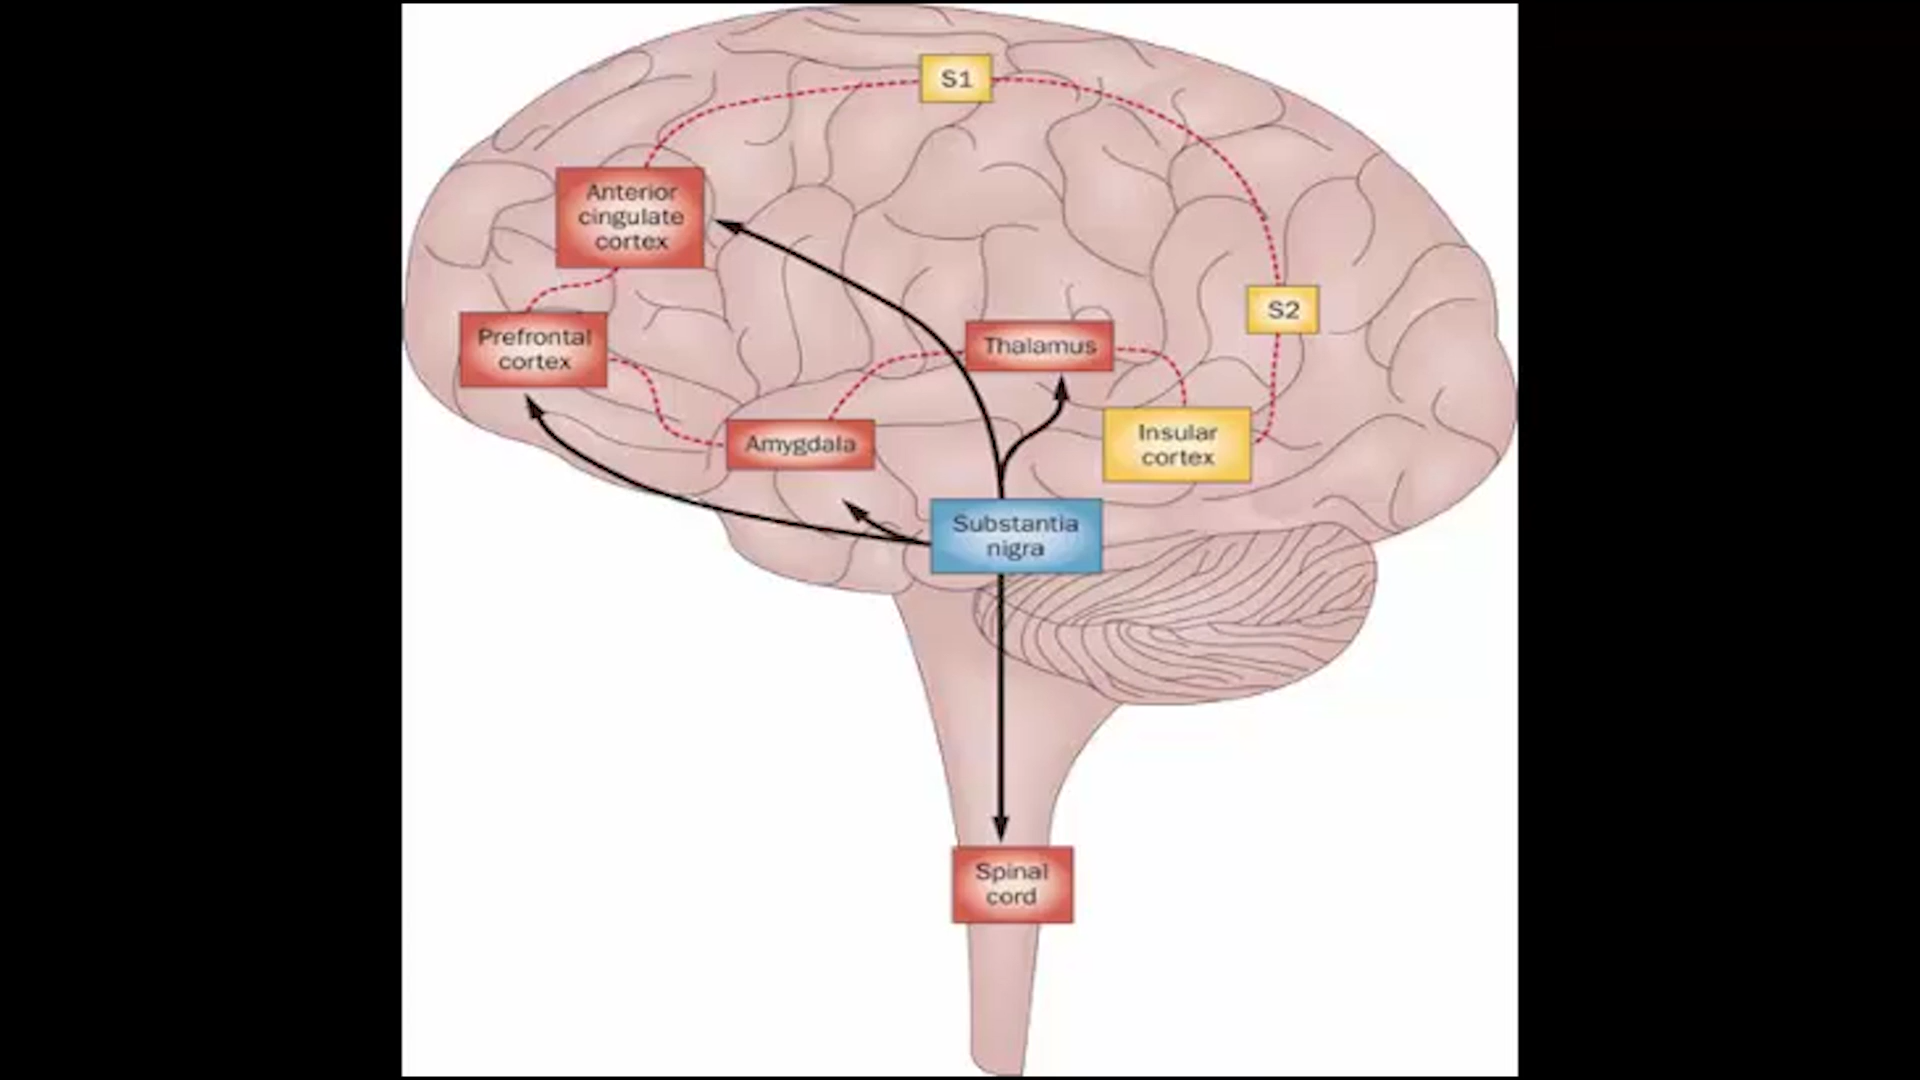 S1
Anterior
cingulate
cortex
S2
Prefrontal
cortex
Thalamus
Amygdala
Insular
cortex
Substantia
nigra
Spinal
cord